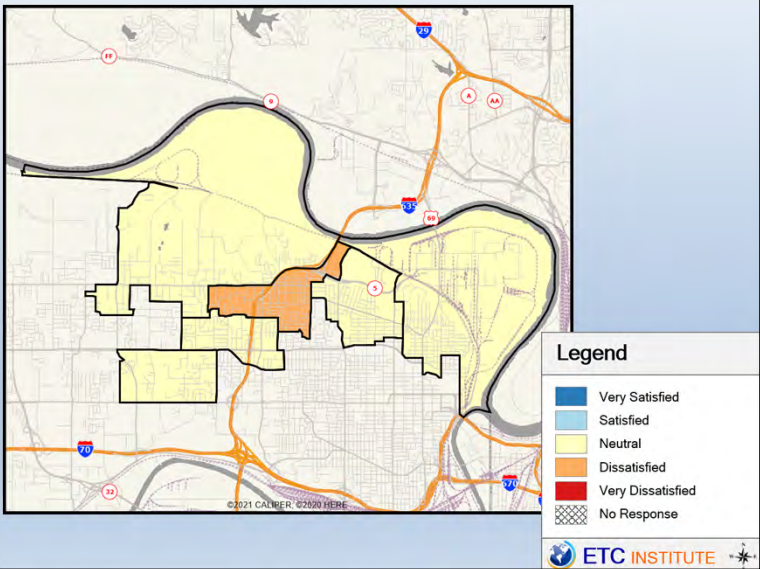 29
FF
9
A
AA
635
69
5
70
32
670
©2021 CALIPER; ©2020 HERE
Legend
Very Satisfied
Satisfied
Neutral
Dissatisfied
Very Dissatisfied
No Response
ETC INSTITUTE